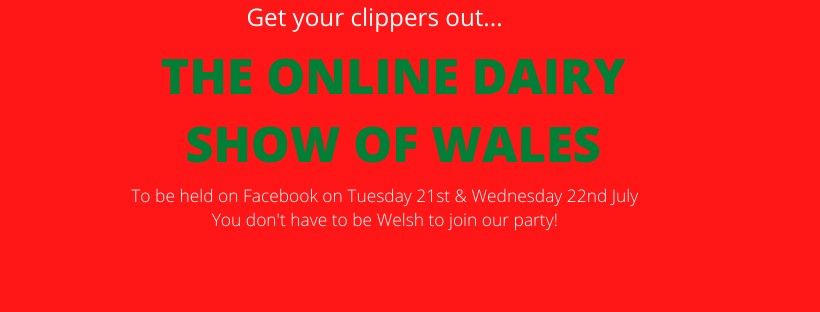 Get your clippers out...
THE ONLINE DAIRY
SHOW OF WALES
To be held on Facebook on Tuesday 21st & Wednesday 22nd July
You don't have to be Welsh to join our party!